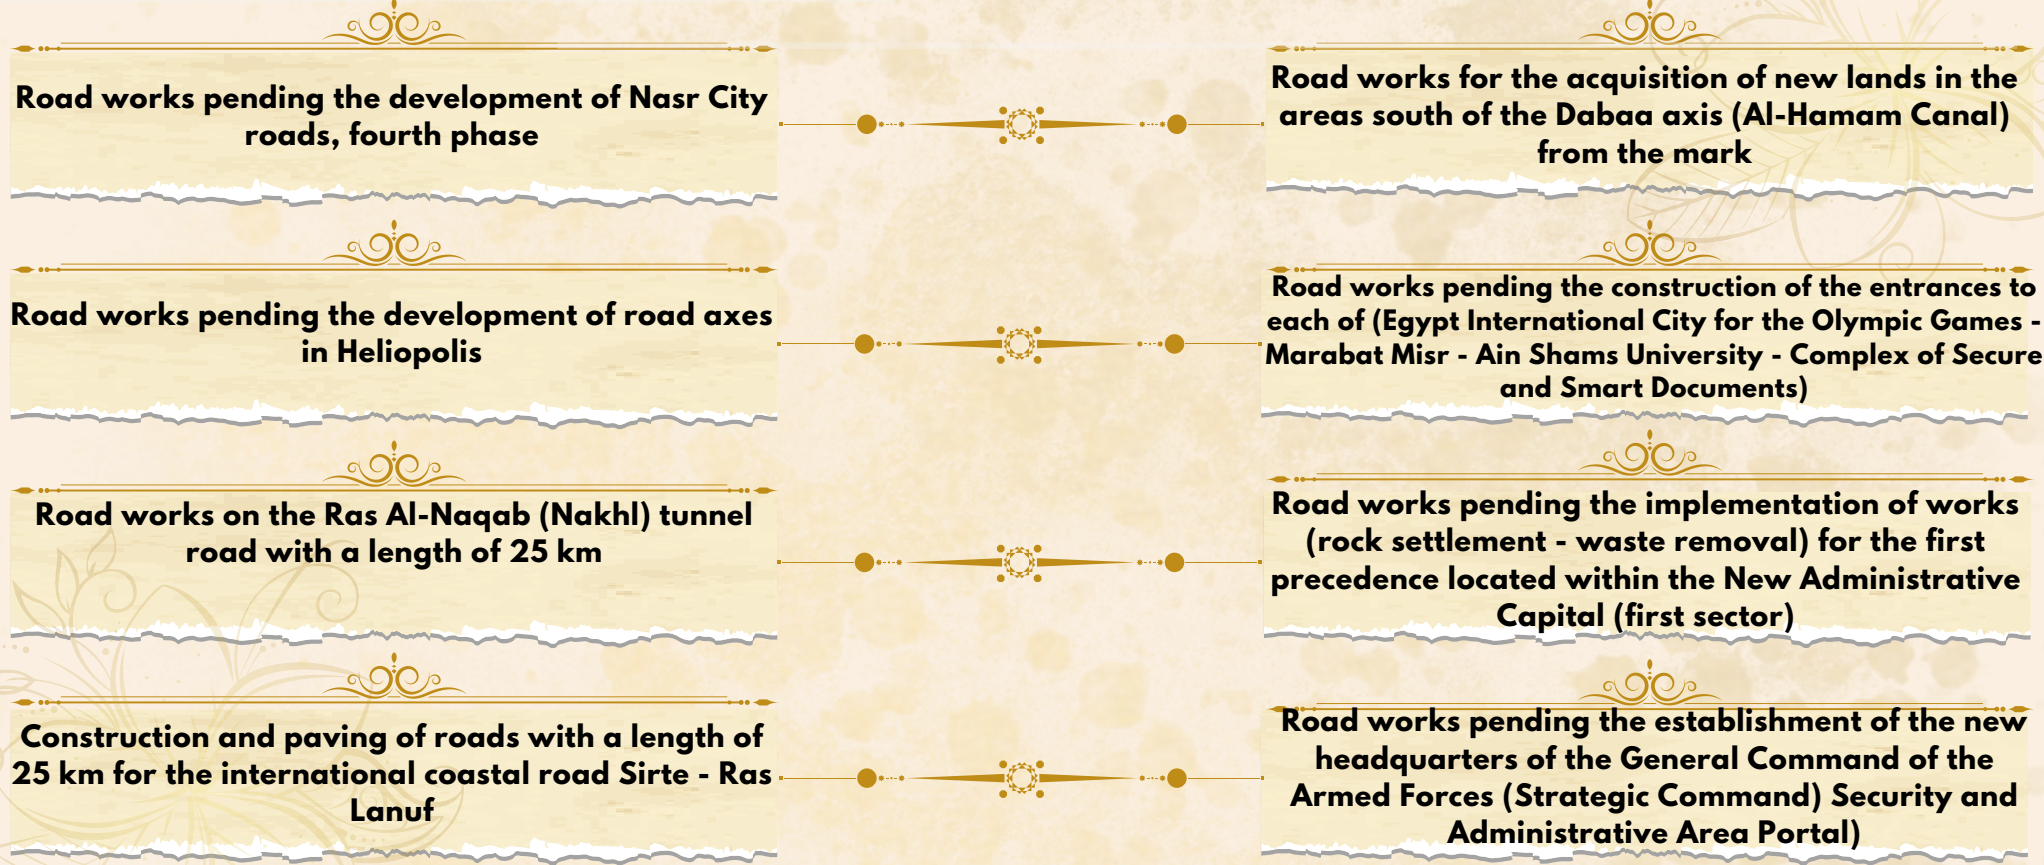 Road works pending the development of Nasr City
roads, fourth phase
Road works for the acquisition of new lands in the
areas south of the Dabaa axis (Al-Hamam Canal)
from the mark
Road works pending the development of road axes
in Heliopolis
Road works pending the construction of the entrances to
each of (Egypt International City for the Olympic Games -
Marabat Misr - Ain Shams University - Complex of Secure
and Smart Documents)
Road works on the Ras Al-Naqab (Nakhl) tunnel
road with a length of 25 km
Road works pending the implementation of works
(rock settlement - waste removal) for the first
precedence located within the New Administrative
Capital (first sector)
Construction and paving of roads with a length of
25 km for the international coastal road Sirte - Ras
Lanuf
Road works pending the establishment of the new
headquarters of the General Command of the
Armed Forces (Strategic Command) Security and
Administrative Area Portal)